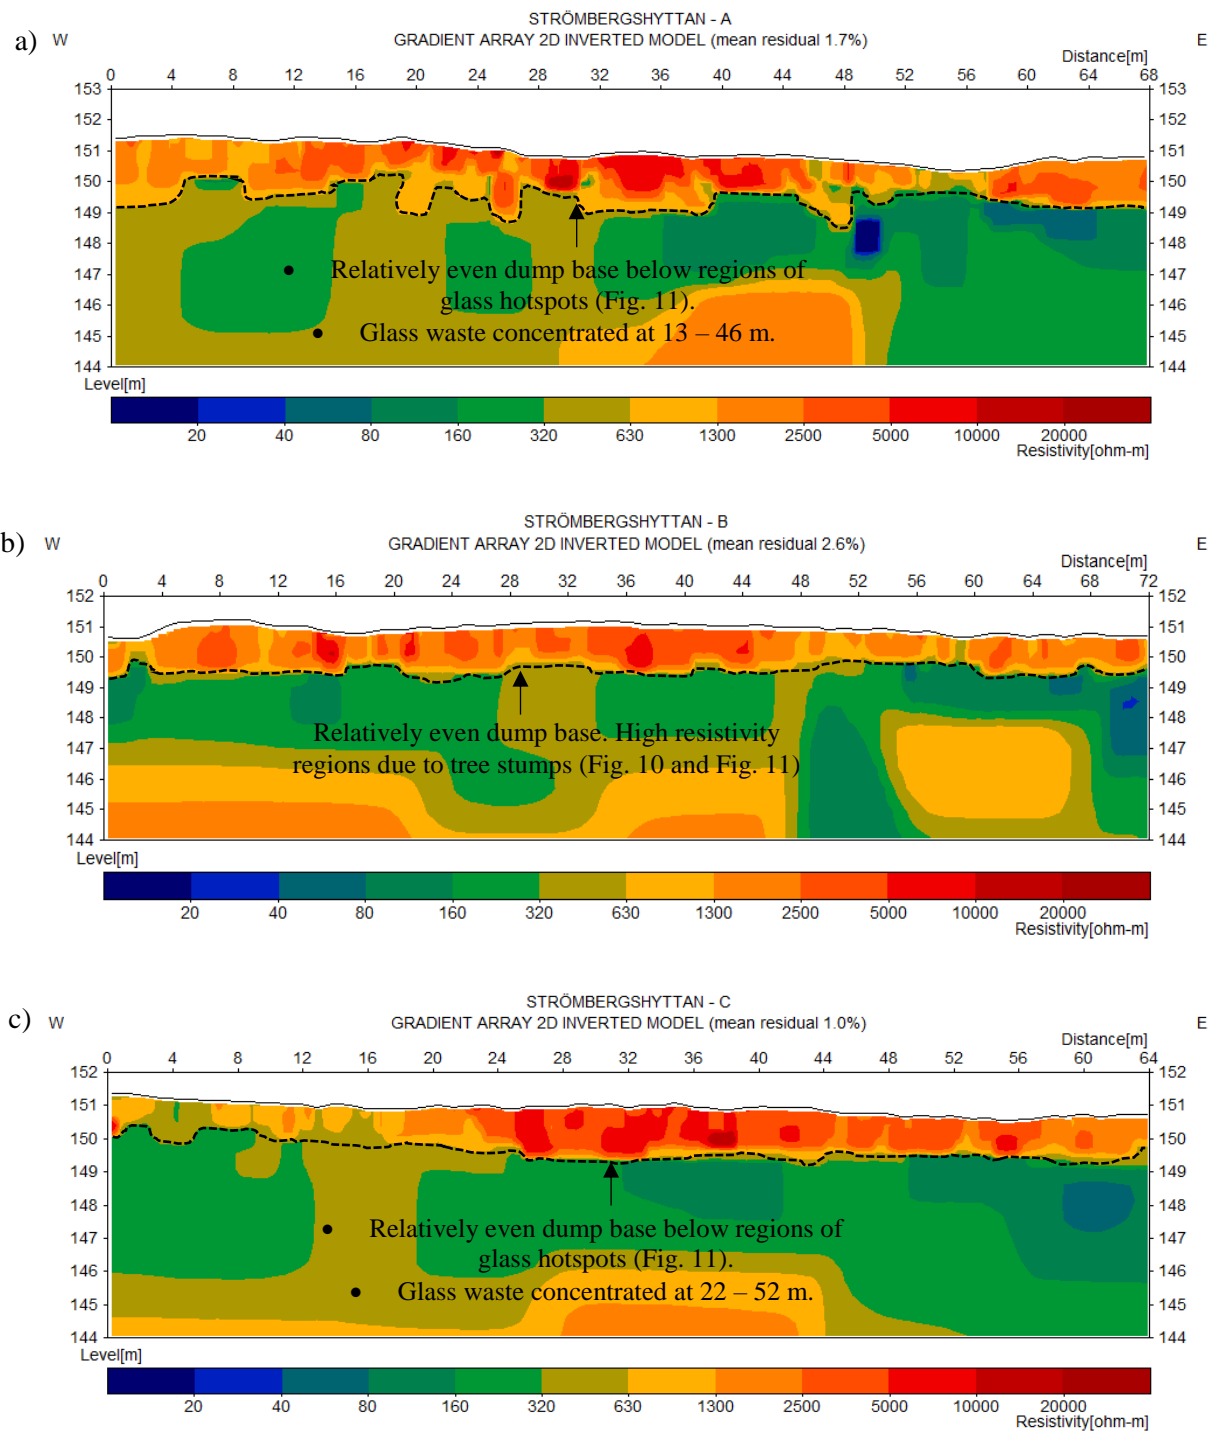 STRÖMBERGSHYTTAN - A
a) W GRADIENT ARRAY 2D INVERTED MODEL (mean residual 1.7%) E
Distance[m]
0 4 8 12 16 20 24 28 32 36 40 44 48 52 56 60 64 68
153 153
152 152
151 151
150 150
149 149
148 148
147 147
146 146
145 145
144 144
• Relatively even dump base below regions of
glass hotspots (Fig. 11).
• Glass waste concentrated at 13 – 46 m.
Level[m]
20 40 80 160 320 630 1300 2500 5000 10000 20000
Resistivity[ohm-m]
STRÖMBERGSHYTTAN - B
b) W GRADIENT ARRAY 2D INVERTED MODEL (mean residual 2.6%) E
Distance[m]
0 4 8 12 16 20 24 28 32 36 40 44 48 52 56 60 64 68 72
152 152
151 151
150 150
149 149
148 148
147 147
146 146
145 145
144 144
Relatively even dump base. High resistivity
regions due to tree stumps (Fig. 10 and Fig. 11)
Level[m]
20 40 80 160 320 630 1300 2500 5000 10000 20000
Resistivity[ohm-m]
STRÖMBERGSHYTTAN - C
c) W GRADIENT ARRAY 2D INVERTED MODEL (mean residual 1.0%) E
Distance[m]
0 4 8 12 16 20 24 28 32 36 40 44 48 52 56 60 64
152 152
151 151
150 150
149 149
148 148
147 147
146 146
145 145
144 144
• Relatively even dump base below regions of
glass hotspots (Fig. 11).
• Glass waste concentrated at 22 – 52 m.
Level[m]
20 40 80 160 320 630 1300 2500 5000 10000 20000
Resistivity[ohm-m]